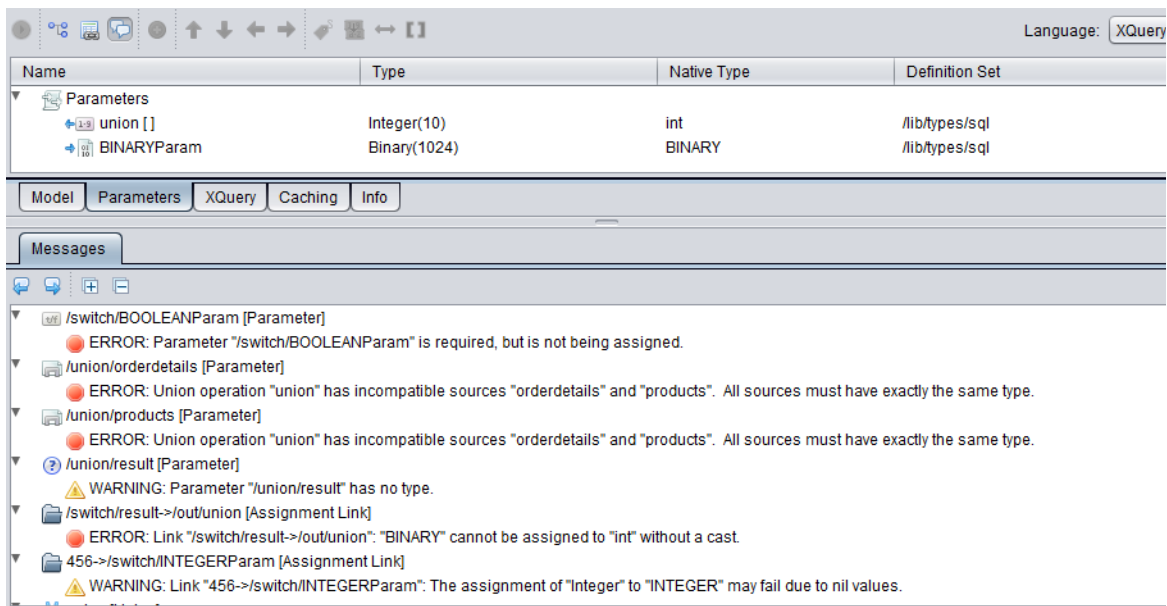 Language: XQuery
Name Type Native Type Definition Set
Parameters
1-9 union [ ] Integer(10) int /lib/types/sql
BINARYParam Binary(1024) BINARY /lib/types/sql
Model Parameters XQuery Caching Info
Messages
t/f /switch/BOOLEANParam [Parameter]
ERROR: Parameter "/switch/BOOLEANParam" is required, but is not being assigned.
/union/orderdetails [Parameter]
ERROR: Union operation "union" has incompatible sources "orderdetails" and "products". All sources must have exactly the same type.
/union/products [Parameter]
ERROR: Union operation "union" has incompatible sources "orderdetails" and "products". All sources must have exactly the same type.
/union/result [Parameter]
WARNING: Parameter "/union/result" has no type.
/switch/result->/out/union [Assignment Link]
ERROR: Link "/switch/result->/out/union": "BINARY" cannot be assigned to "int" without a cast.
456->/switch/INTEGERParam [Assignment Link]
WARNING: Link "456->/switch/INTEGERParam": The assignment of "Integer" to "INTEGER" may fail due to nil values.